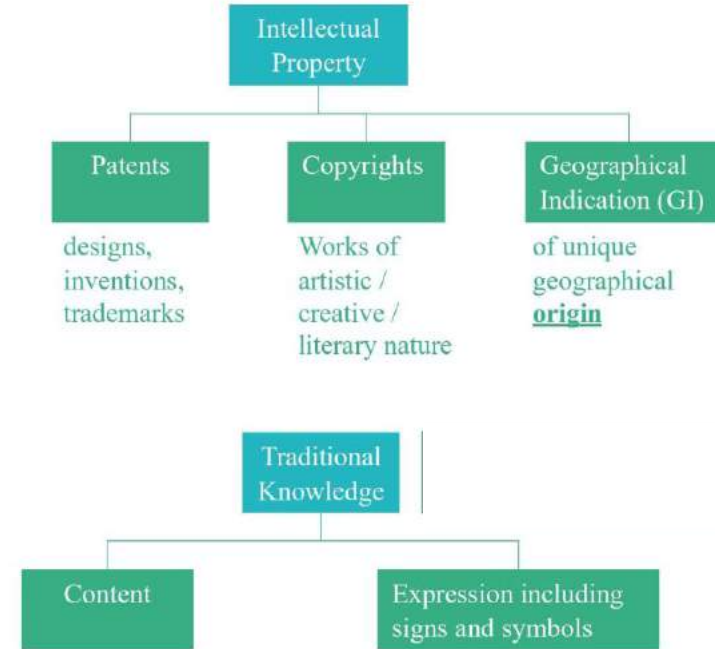 Intellectual
Property
Patents
designs,
inventions,
trademarks
Copyrights
Works of
artistic /
creative /
literary nature
Geographical
Indication (GI)
of unique
geographical
origin
Traditional
Knowledge
Content
Expression including
signs and symbols